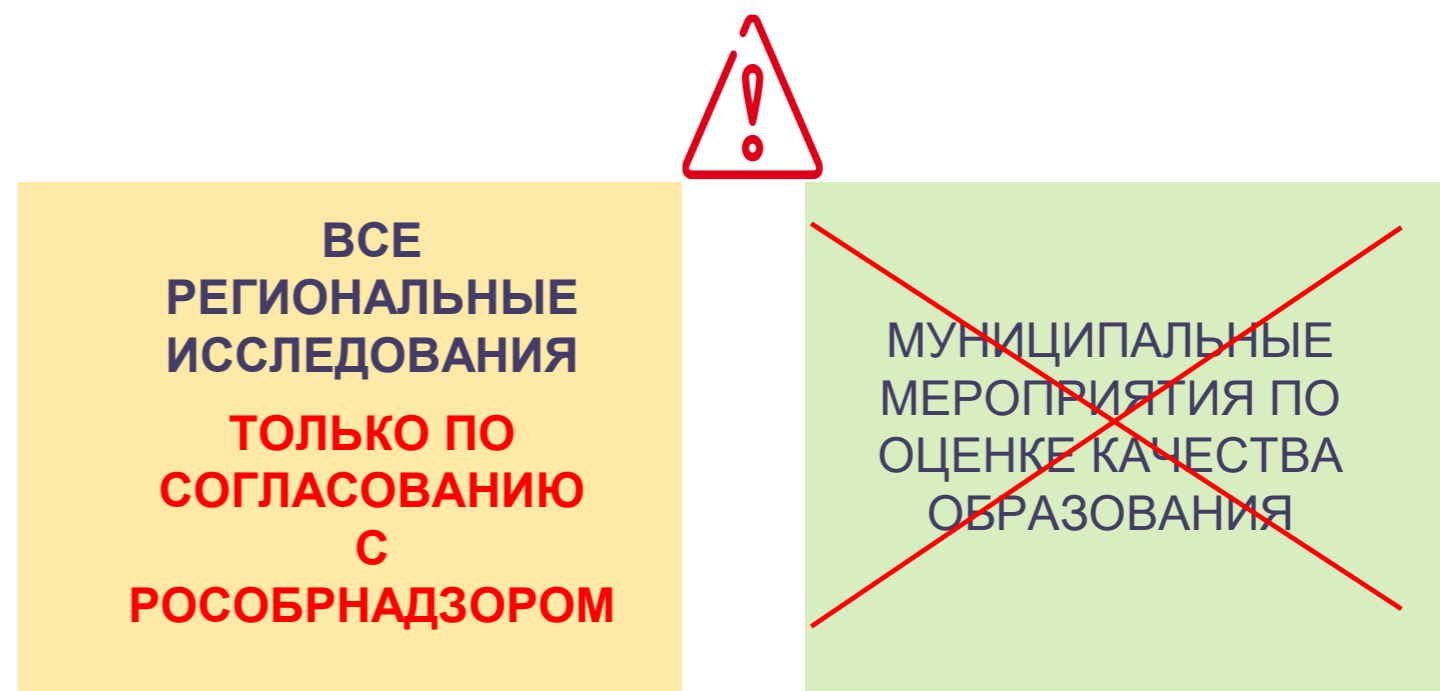 ВСЕ
РЕГИОНАЛЬНЫЕ
ИССЛЕДОВАНИЯ
ТОЛЬКО ПО
СОГЛАСОВАНИЮ
С
РОСОБРНАДЗОРОМ
МУНИЦИПАЛЬНЫЕ
МЕРОПРИЯТИЯ ПО
ОЦЕНКЕ КАЧЕСТВА
ОБРАЗОВАНИЯ